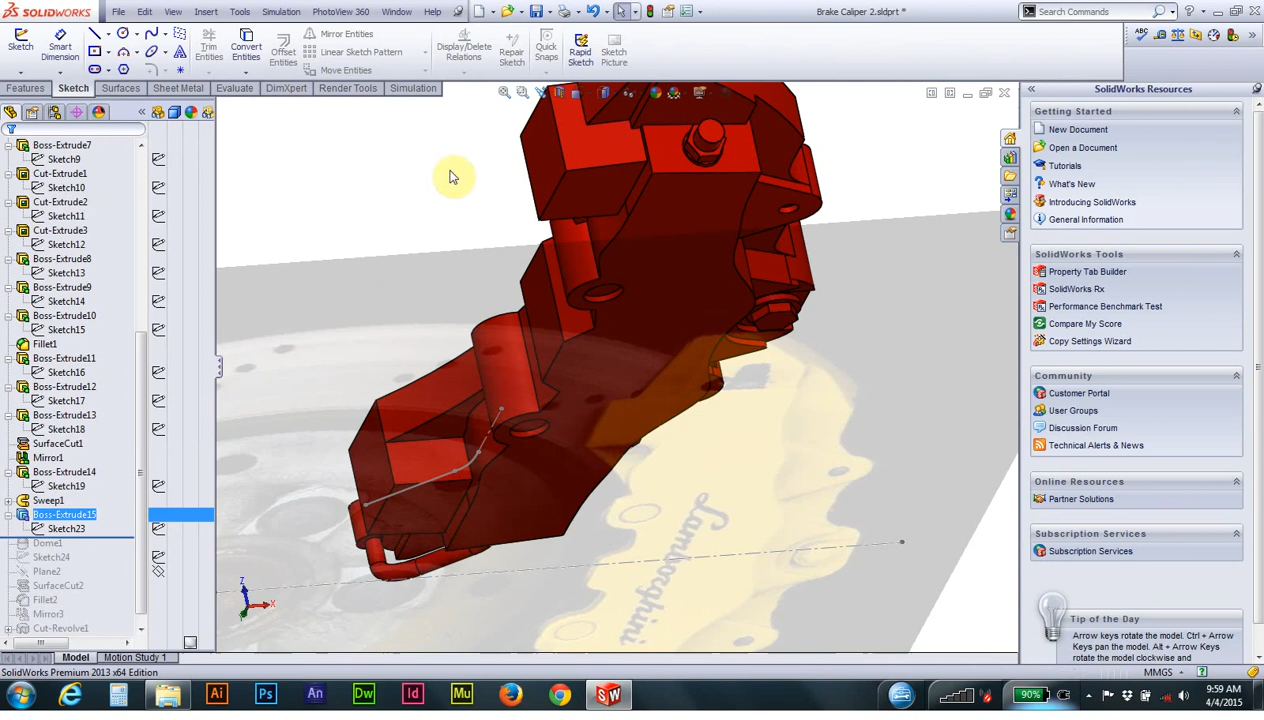 SOLIDWORKS
File Edit View Insert Tools Simulation PhotoView 360 Window Help
Brake Caliper 2.sldprt *
Search Commands
Sketch
Smart Dimension
Trim Entities
Convert Entities
Offset Entities
Mirror Entities
Linear Sketch Pattern
Move Entities
Display/Delete Relations
Repair Sketch
Quick Snaps
Rapid Sketch
Sketch Picture
Features Sketch Surfaces Sheet Metal Evaluate DimXpert Render Tools Simulation
Boss-Extrude7
Sketch9
Cut-Extrude1
Sketch10
Cut-Extrude2
Sketch11
Cut-Extrude3
Sketch12
Boss-Extrude8
Sketch13
Boss-Extrude9
Sketch14
Boss-Extrude10
Sketch15
Fillet1
Boss-Extrude11
Sketch16
Boss-Extrude12
Sketch17
Boss-Extrude13
Sketch18
SurfaceCut1
Mirror1
Boss-Extrude14
Sketch19
Sweep1
Boss-Extrude15
Sketch23
Dome1
Sketch24
Plane2
SurfaceCut2
Fillet2
Mirror3
Cut-Revolve1
Lamborghini
Z
X
SolidWorks Resources
Getting Started
New Document
Open a Document
Tutorials
What's New
Introducing SolidWorks
General Information
SolidWorks Tools
Property Tab Builder
SolidWorks Rx
Performance Benchmark Test
Compare My Score
Copy Settings Wizard
Community
Customer Portal
User Groups
Discussion Forum
Technical Alerts & News
Online Resources
Partner Solutions
Subscription Services
Subscription Services
Tip of the Day
Arrow keys rotate the model. Ctrl + Arrow
Keys pan the model. Alt + Arrow Keys
rotate the model clockwise and
Model Motion Study 1
SolidWorks Premium 2013 x64 Edition
MMGS
Ai Ps An Dw Id Mu SW
90%
9:59 AM
4/4/2015